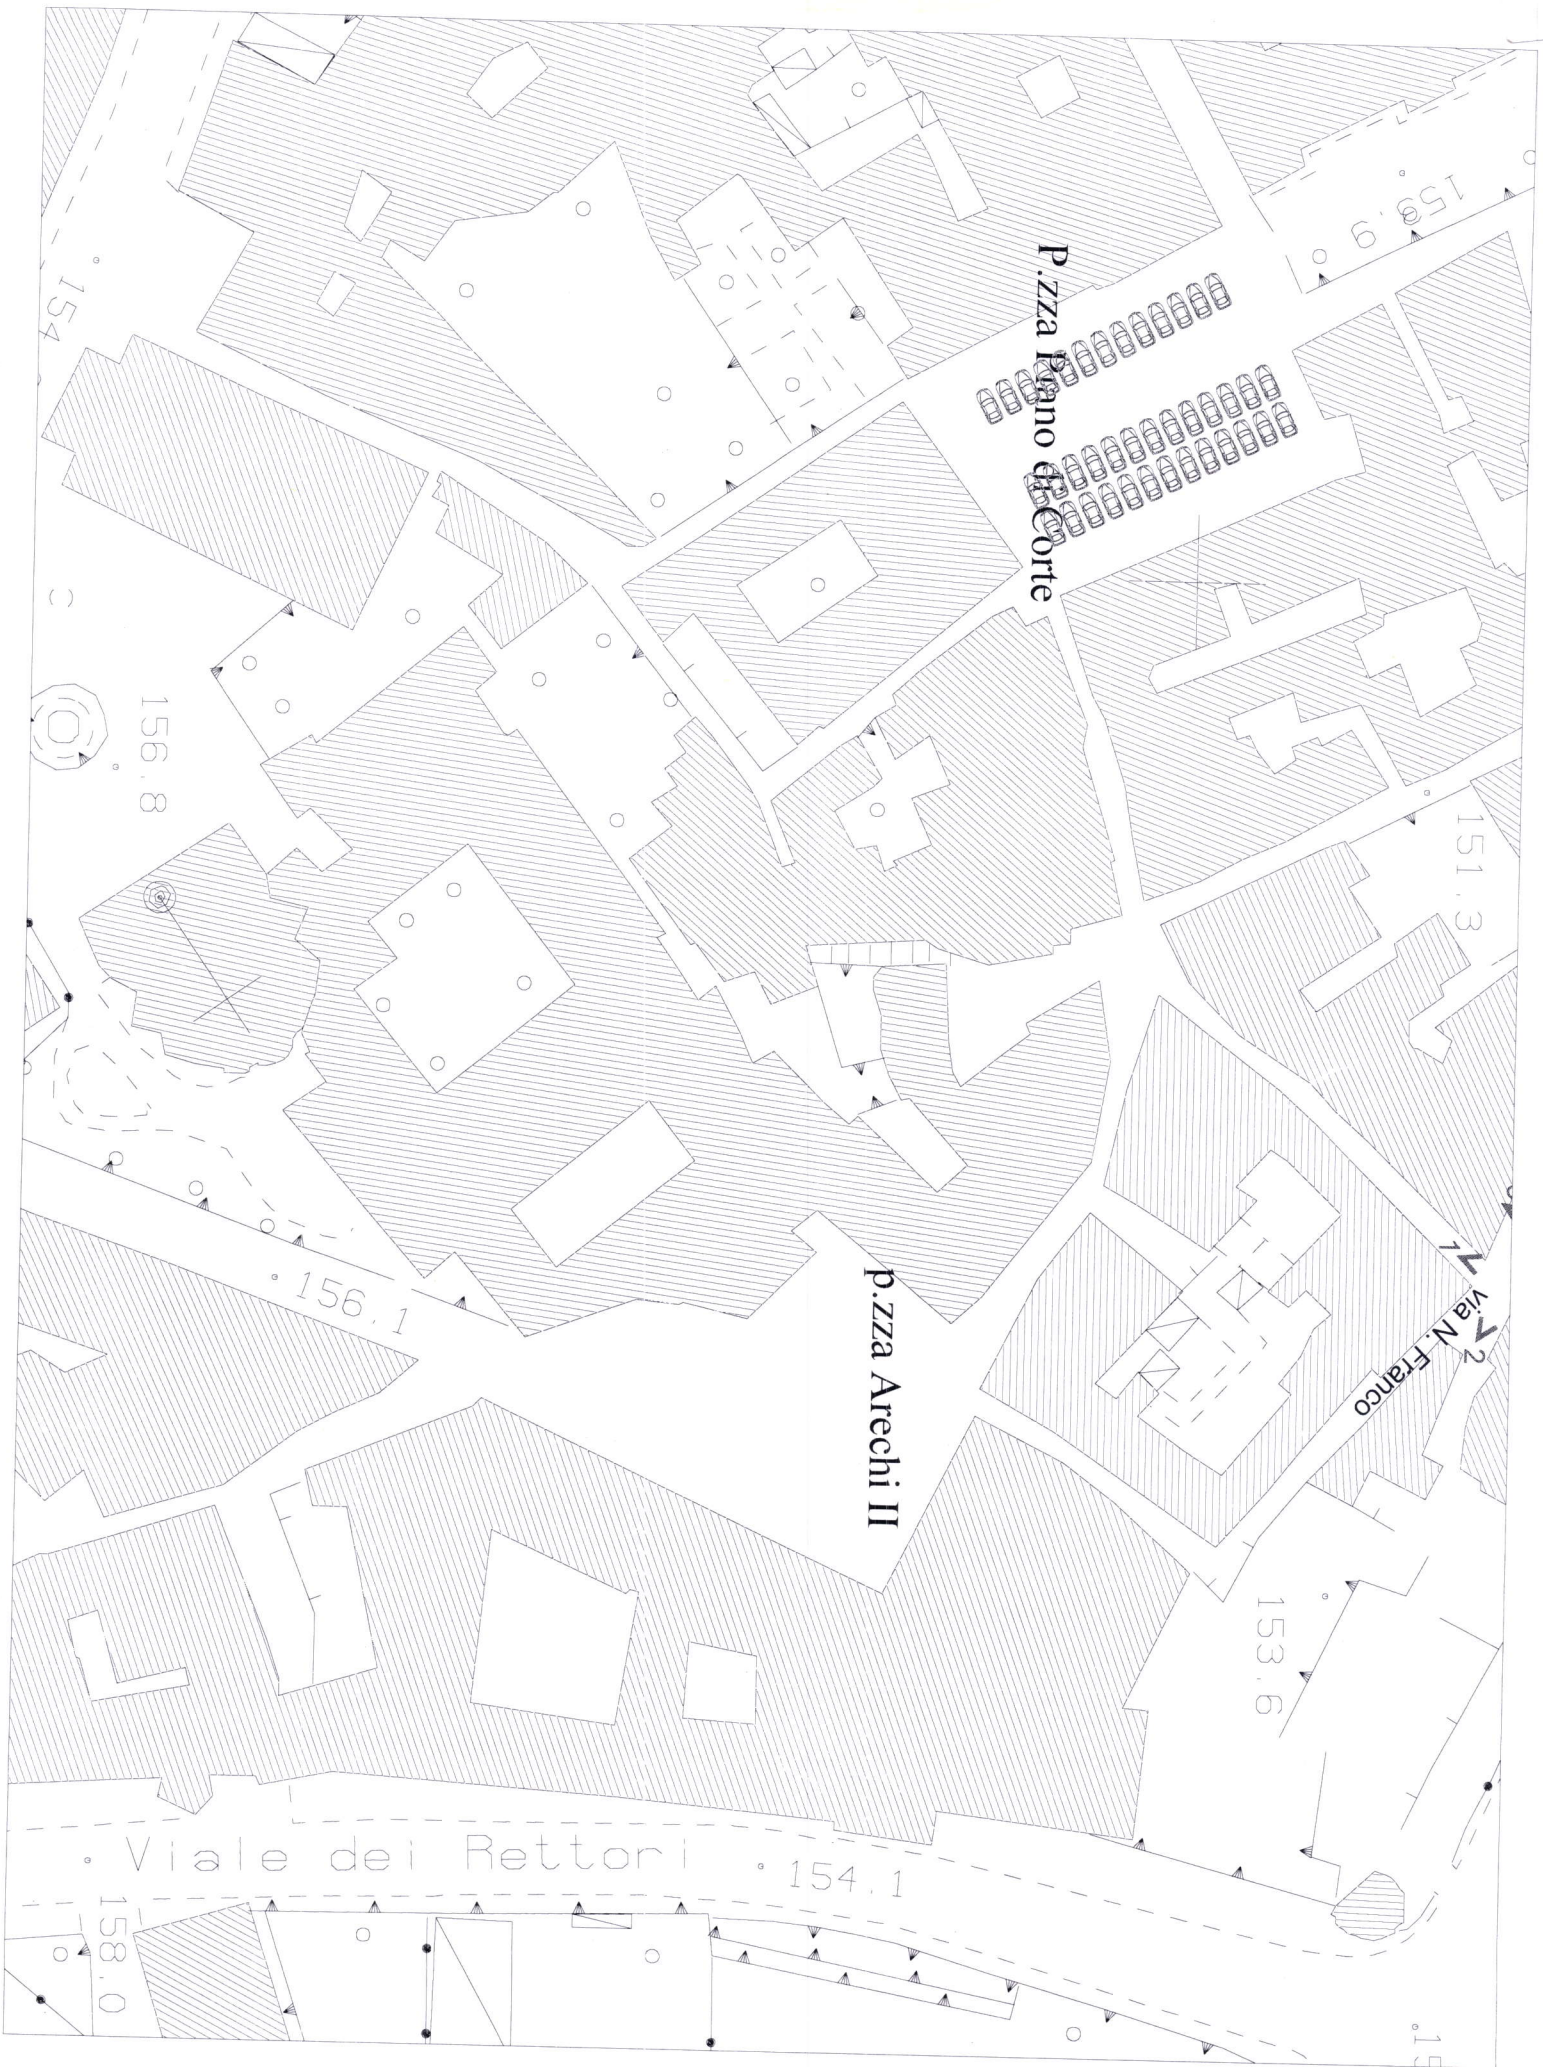 153.9
154
P.zza Piano di Corte
156.8
151.3
156.1
p.zza Arechi II
1
via N. Franco
2
153.6
Viale dei Rettori
154.1
158.0